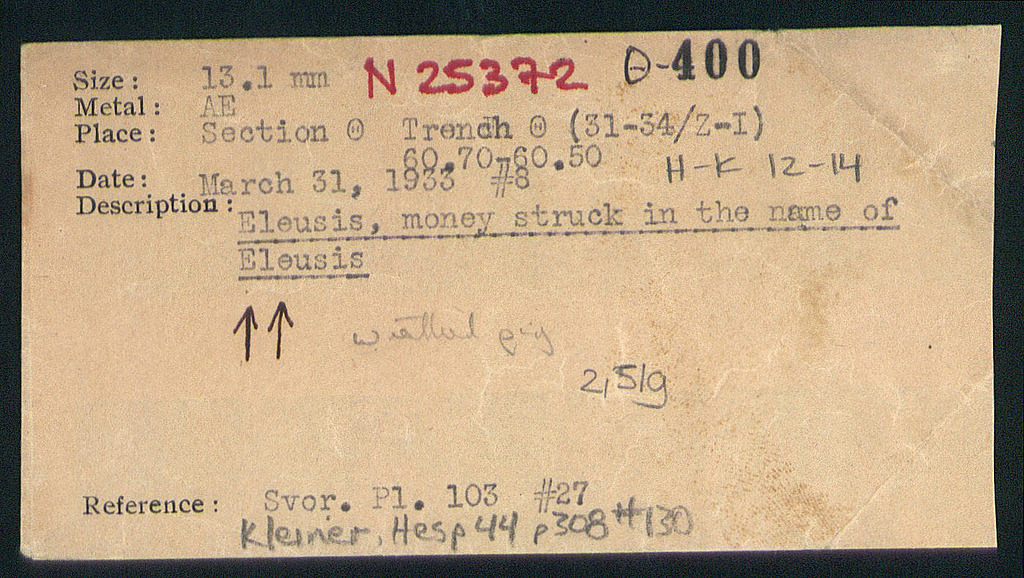 Size: 13.1 mm N 25372 Θ-400
Metal: AE
Place: Section Θ Trench Θ (31-34/Z-I)
60.70-60.50 H-K 12-14
Date: March 31, 1933 #8
Description: Eleusis, money struck in the name of
Eleusis
↑↑ pig
2,51g
Reference: Svor. Pl. 103 #27
Kleiner, Hesp 44 p308 #130